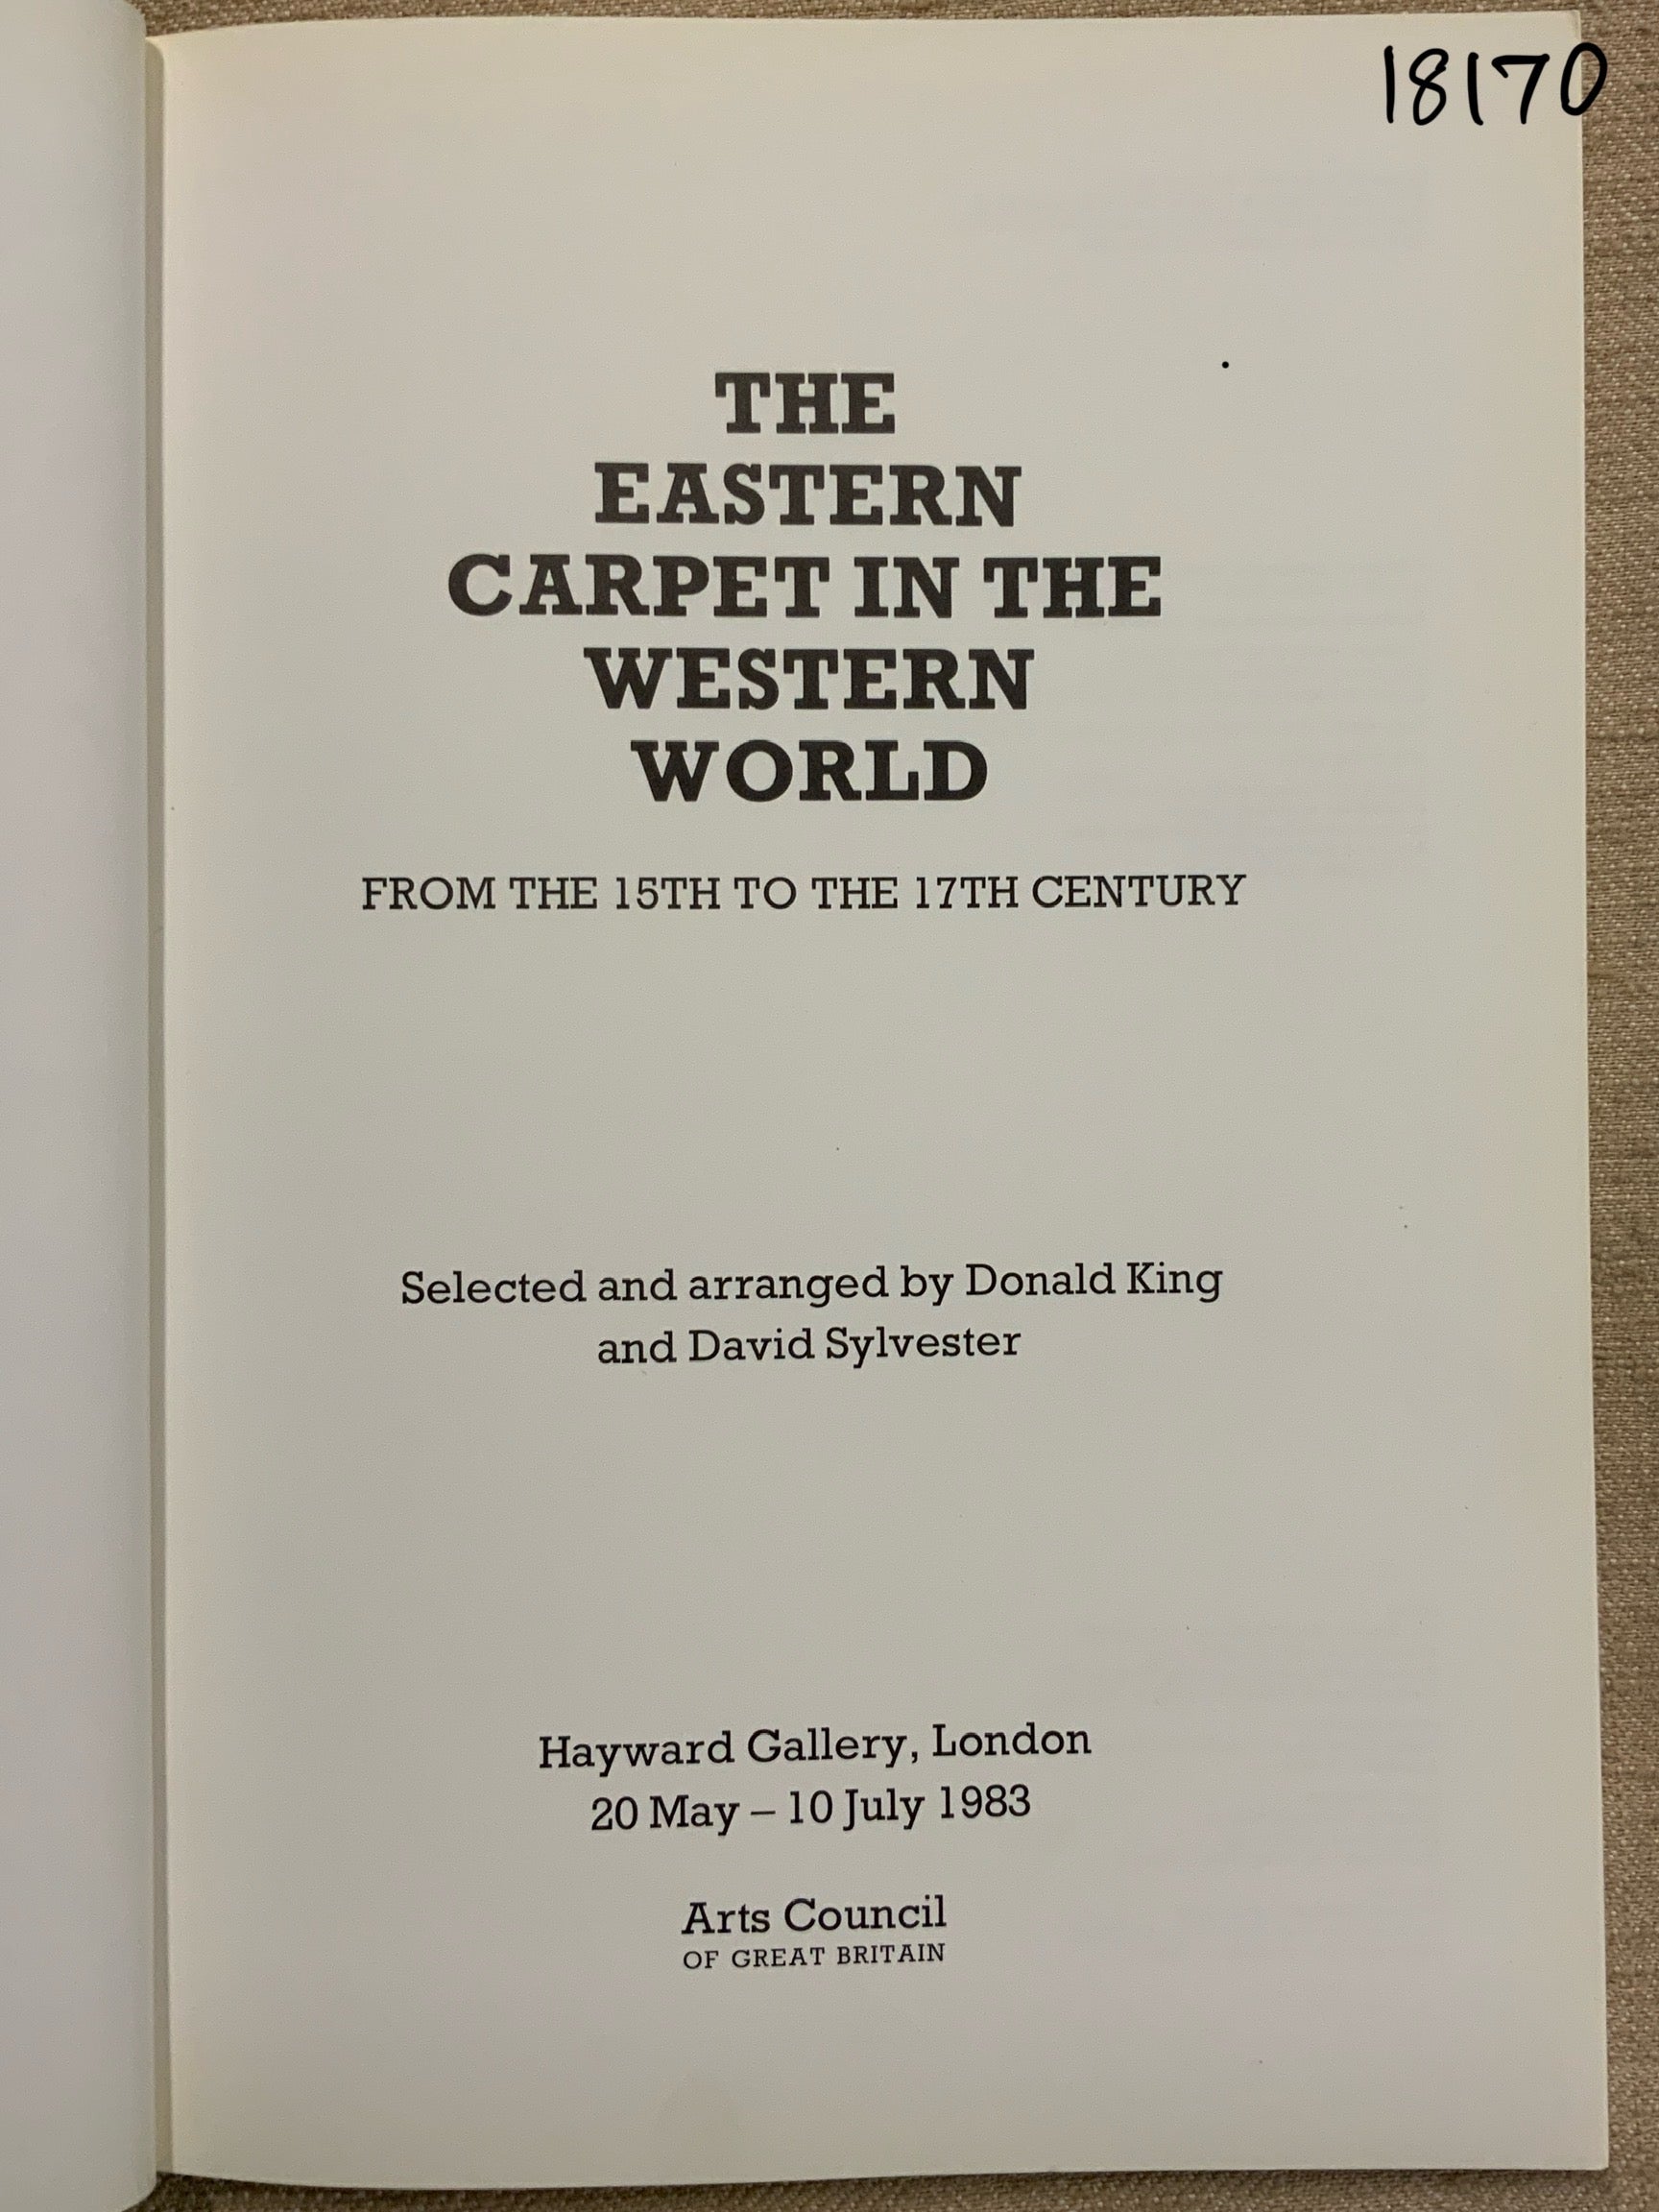 18170
THE
EASTERN
CARPET IN THE
WESTERN
WORLD
FROM THE 15TH TO THE 17TH CENTURY
Selected and arranged by Donald King
and David Sylvester
Hayward Gallery, London
20 May – 10 July 1983
Arts Council
OF GREAT BRITAIN